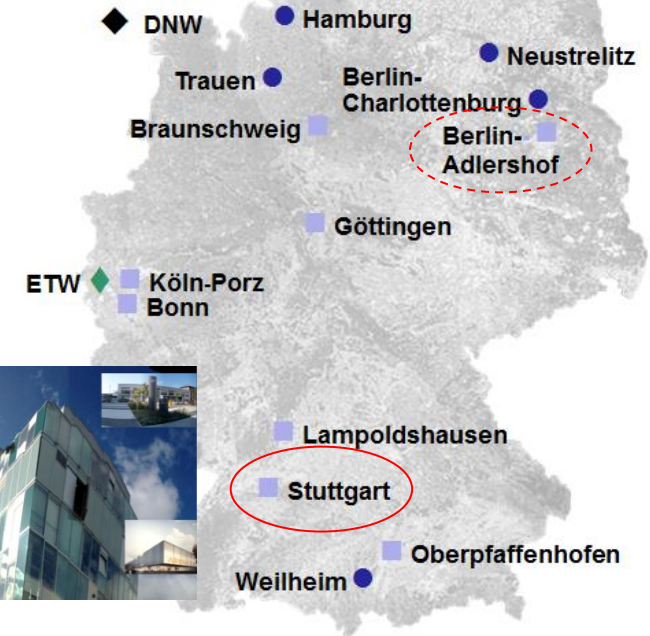 DNW
Hamburg
Neustrelitz
Trauen
Berlin-
Charlottenburg
Braunschweig
Berlin-
Adlershof
Göttingen
ETW
Köln-Porz
Bonn
Lampoldshausen
Stuttgart
Oberpfaffenhofen
Weilheim